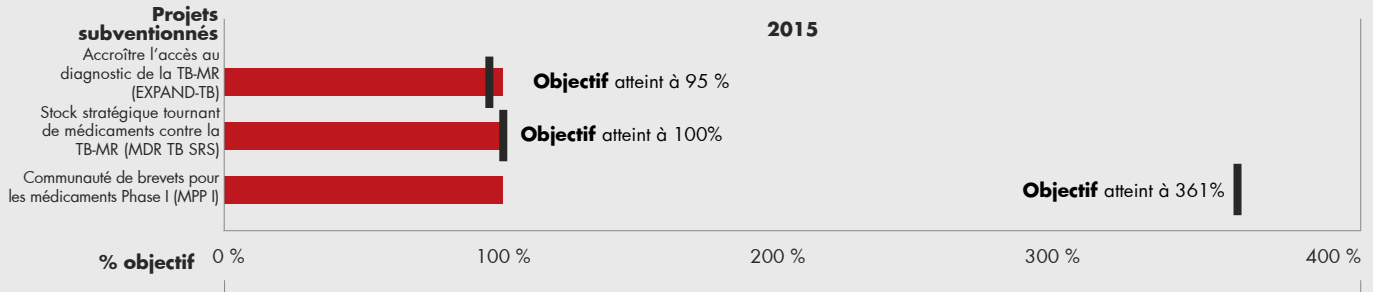 Projets
subventionnés
2015
Accroître l'accès au
diagnostic de la TB-MR
(EXPAND-TB)
Objectif atteint à 95 %
Stock stratégique tournant
de médicaments contre la
TB-MR (MDR TB SRS)
Objectif atteint à 100%
Communauté de brevets pour
les médicaments Phase I (MPP I)
Objectif atteint à 361%
% objectif 0 % 100 % 200 % 300 % 400 %